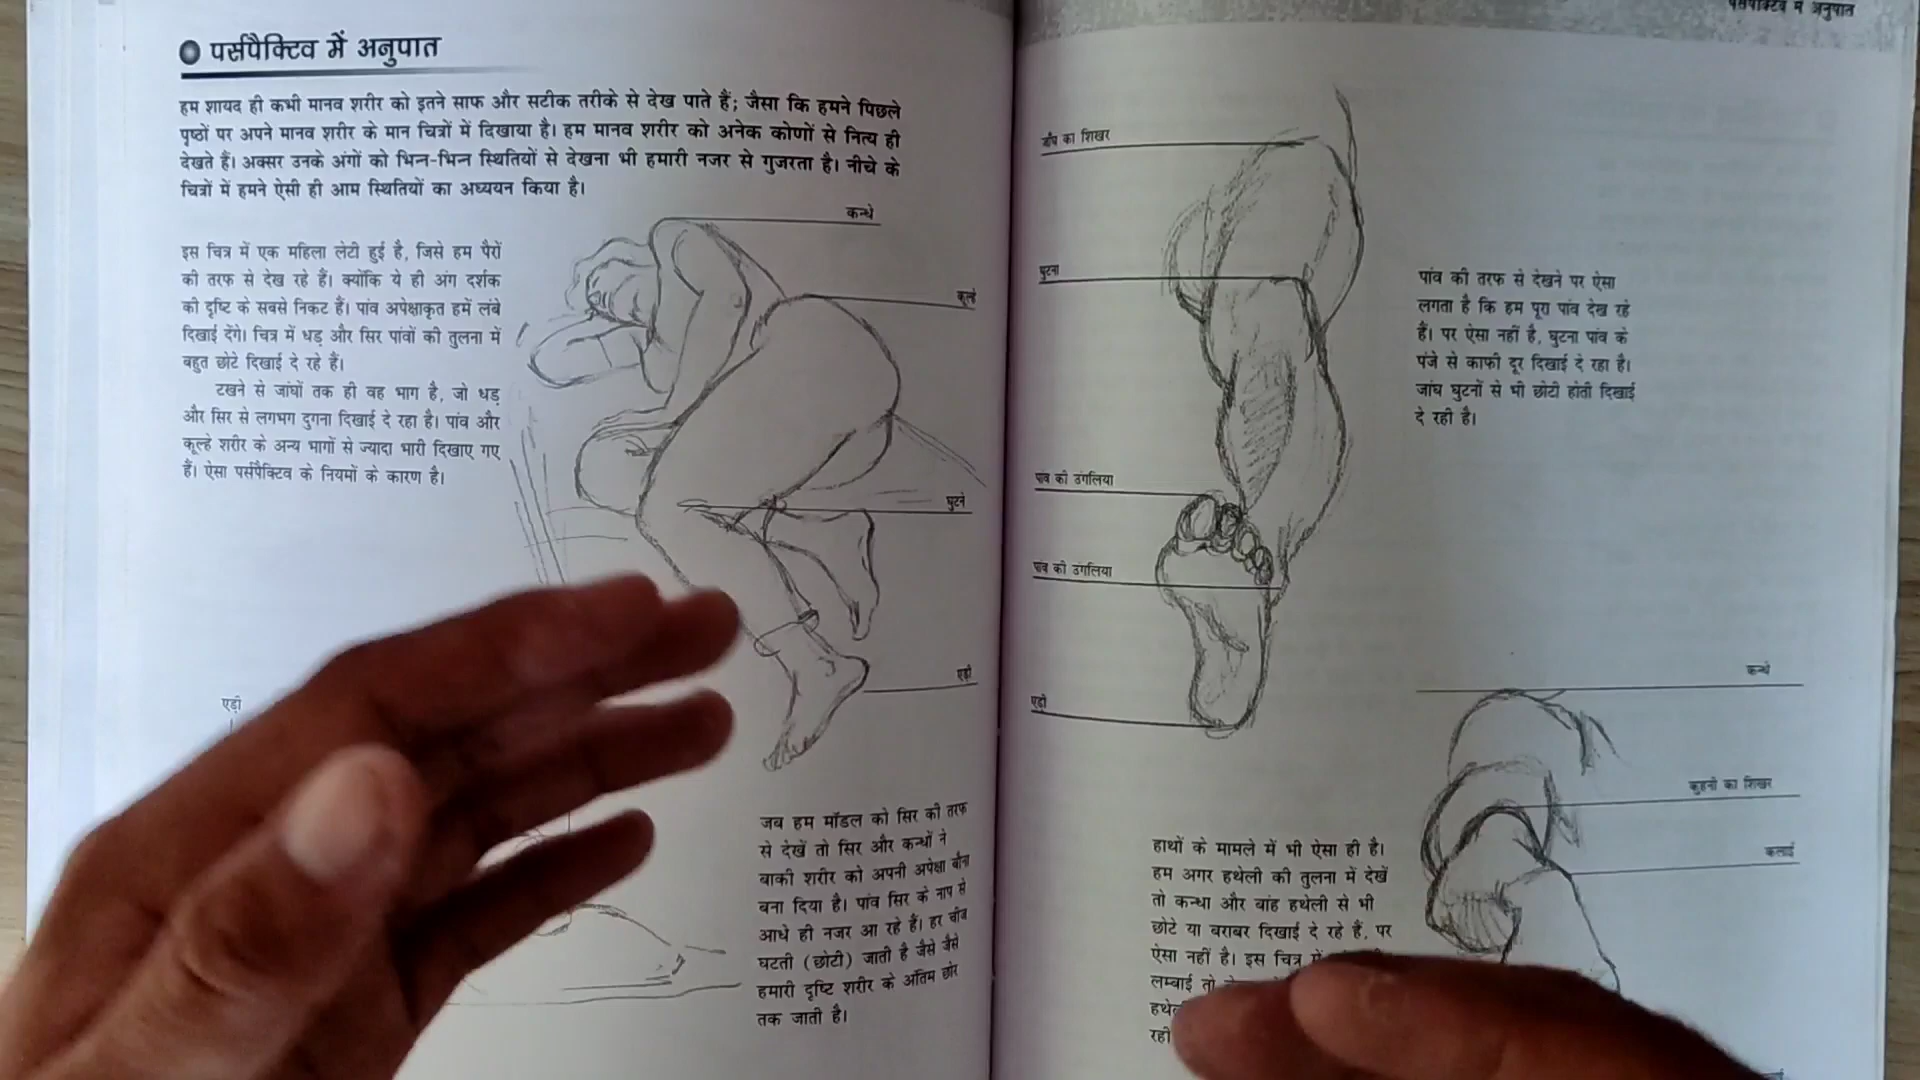 पर्सपैक्टिव में अनुपात
हम शायद ही कभी मानव शरीर को इतने साफ और सटीक तरीके से देख पाते हैं; जैसा कि हमने पिछले
पृष्ठों पर अपने मानव शरीर के मान चित्रों में दिखाया है। हम मानव शरीर को अनेक कोणों से नित्य ही
देखते हैं। अक्सर उनके अंगों को भिन्न-भिन्न स्थितियों से देखना भी हमारी नजर से गुजरता है। नीचे के
चित्रों में हमने ऐसी ही आम स्थितियों का अध्ययन किया है।
कन्धे
इस चित्र में एक महिला लेटी हुई है, जिसे हम पैरों
की तरफ से देख रहे हैं। क्योंकि ये ही अंग दर्शक
की दृष्टि के सबसे निकट हैं। पांव अपेक्षाकृत हमें लंबे
दिखाई देंगे। चित्र में धड़ और सिर पांवों की तुलना में
बहुत छोटे दिखाई दे रहे हैं।
टखने से जांघों तक ही वह भाग है, जो धड़
और सिर से लगभग दुगना दिखाई दे रहा है। पांव और
कूल्हे शरीर के अन्य भागों से ज्यादा भारी दिखाए गए
हैं। ऐसा पर्सपैक्टिव के नियमों के कारण है।
कूल्हे
घुटने
एड़ी
एड़ी
जब हम मॉडल को सिर की तरफ
से देखें तो सिर और कन्धों ने
बाकी शरीर को अपनी अपेक्षा बौना
बना दिया है। पांव सिर के नाप से
आधे ही नजर आ रहे हैं। हर चीज
घटती (छोटी) जाती है जैसे जैसे
हमारी दृष्टि शरीर के अंतिम छोर
तक जाती है।
पर्सपैक्टिव में अनुपात
जाँघ का शिखर
घुटना
पांव की उंगलिया
पांव की उंगलिया
एड़ी
पांव की तरफ से देखने पर ऐसा
लगता है कि हम पूरा पांव देख रहे
हैं। पर ऐसा नहीं है, घुटना पांव के
पंजे से काफी दूर दिखाई दे रहा है।
जांघ घुटनों से भी छोटी होती दिखाई
दे रही है।
कन्धे
कुहनी का शिखर
कलाई
हाथों के मामले में भी ऐसा ही है।
हम अगर हथेली की तुलना में देखें
तो कन्धा और बांह हथेली से भी
छोटे या बराबर दिखाई दे रहे हैं, पर
ऐसा नहीं है। इस चित्र
लम्बाई तो
रही